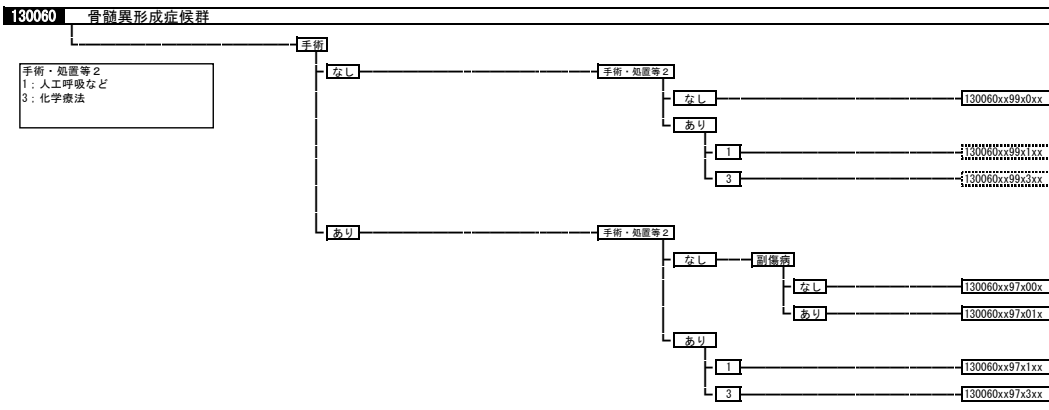 130060 骨髄異形成症候群
手術
手術・処置等２
1；人工呼吸など
3；化学療法
なし
手術・処置等２
なし
130060xx99x0xx
あり
1
130060xx99x1xx
3
130060xx99x3xx
あり
手術・処置等２
なし
副傷病
なし
130060xx97x00x
あり
130060xx97x01x
あり
1
130060xx97x1xx
3
130060xx97x3xx